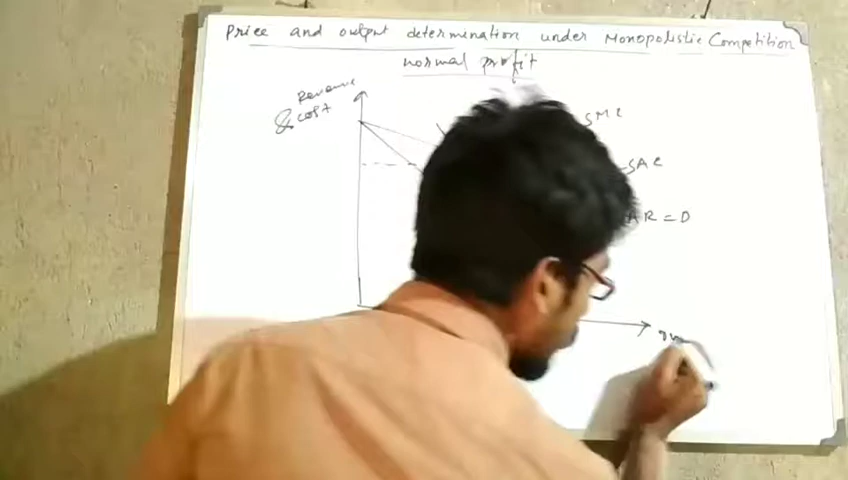 Price and output determination under Monopolistic Competition
normal profit
Revenue
& cost
SMC
SAC
AR = D